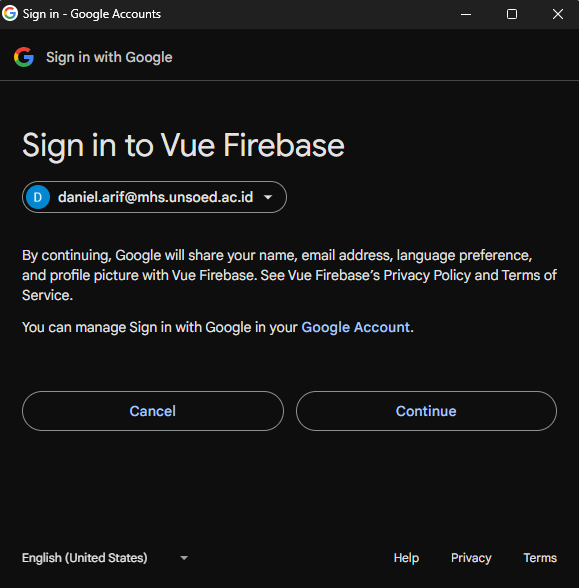 Sign in - Google Accounts
Sign in with Google
Sign in to Vue Firebase
D daniel.arif@mhs.unsoed.ac.id
By continuing, Google will share your name, email address, language preference,
and profile picture with Vue Firebase. See Vue Firebase’s Privacy Policy and Terms of
Service.
You can manage Sign in with Google in your Google Account.
Cancel Continue
English (United States) Help Privacy Terms